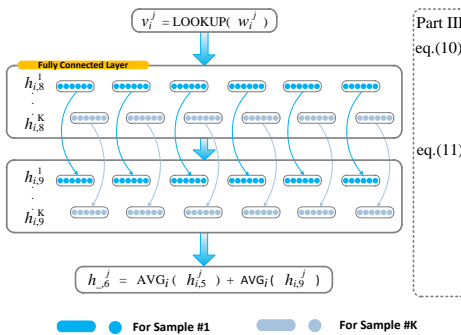 v_i^j = LOOKUP( w_i^j )
Part III
eq.(10)
Fully Connected Layer
h_{i,8}^1
.
.
h_{i,8}^K
eq.(11)
h_{i,9}^1
.
.
h_{i,9}^K
h_{_,6}^j = AVG_i( h_{i,5}^j ) + AVG_i( h_{i,9}^j )
For Sample #1 For Sample #K